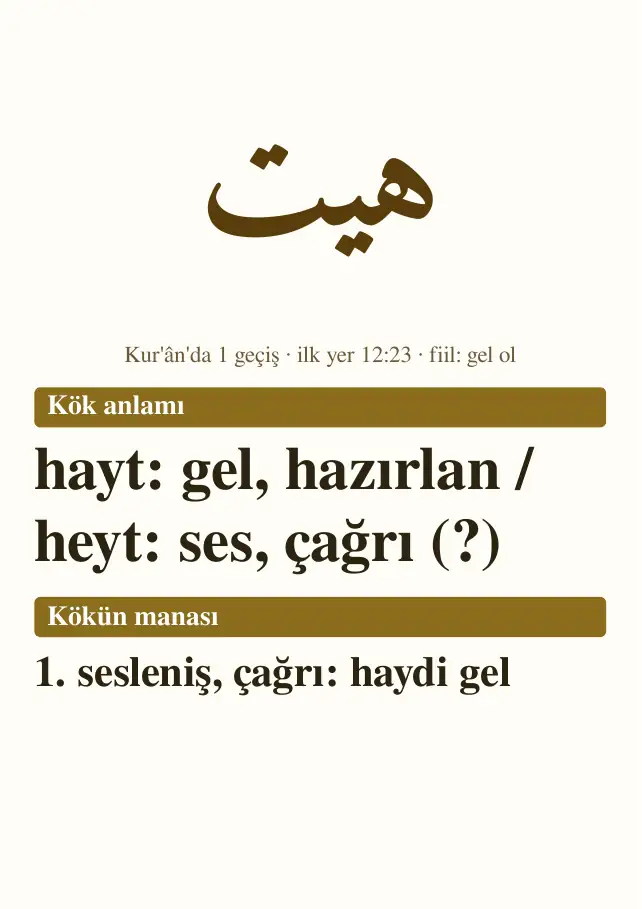 هيت
Kur'ân'da 1 geçiş · ilk yer 12:23 · fiil: gel ol
Kök anlamı
hayt: gel, hazırlan /
heyt: ses, çağrı (?)
Kökün manası
1. sesleniş, çağrı: haydi gel